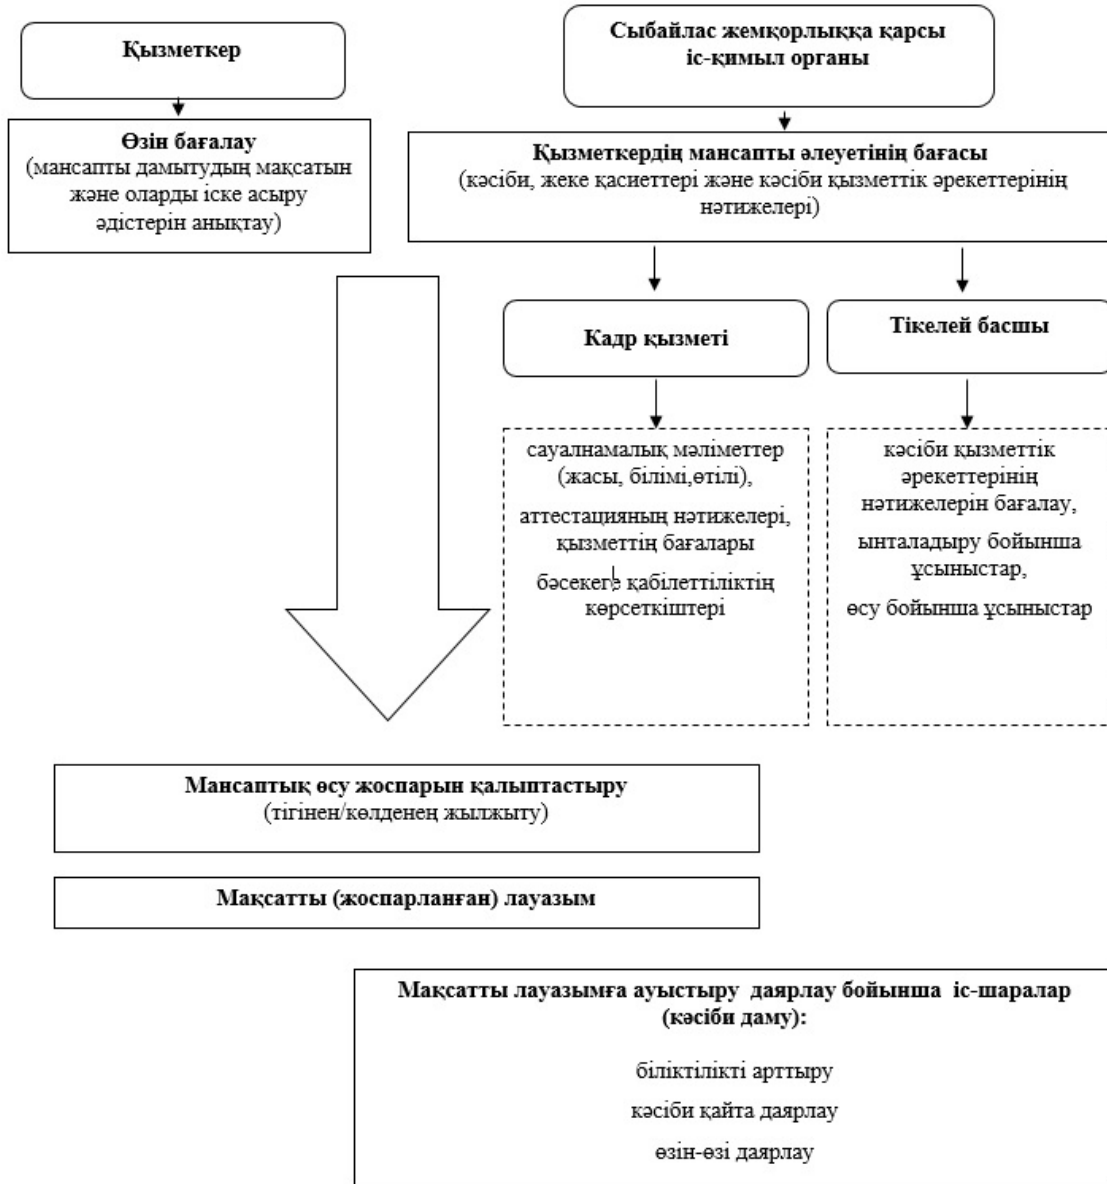 Қызметкер
Сыбайлас жемқорлыққа қарсы
іс-қимыл органы
Өзін бағалау
(мансапты дамытудың мақсатын
және оларды іске асыру
әдістерін анықтау)
Қызметкердің мансапты әлеуетінің бағасы
(кәсіби, жеке қасиеттері және кәсіби қызметтік әрекеттерінің
нәтижелері)
Кадр қызметі
Тікелей басшы
сауалнамалық мәліметтер
(жасы, білімі,өтілі),
аттестацияның нәтижелері,
қызметтің бағалары
бәсекеге қабілеттіліктің
көрсеткіштері
кәсіби қызметтік
әрекеттерінің
нәтижелерін бағалау,
ынталадыру бойынша
ұсыныстар,
өсу бойынша ұсыныстар
Мансаптық өсу жоспарын қалыптастыру
(тігінен/көлденең жылжыту)
Мақсатты (жоспарланған) лауазым
Мақсатты лауазымға ауыстыру даярлау бойынша іс-шаралар
(кәсіби даму):
біліктілікті арттыру
кәсіби қайта даярлау
өзін-өзі даярлау